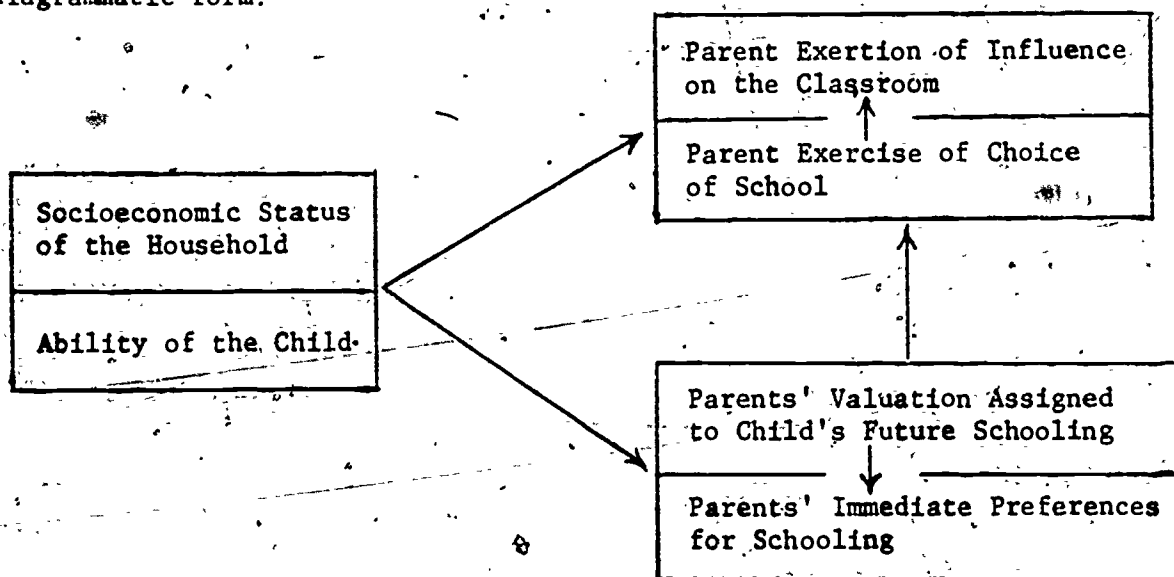 diagrammatic form.
Parent Exertion of Influence
on the Classroom
Parent Exercise of Choice
of School
Socioeconomic Status
of the Household
Ability of the Child
Parents' Valuation Assigned
to Child's Future Schooling
Parents' Immediate Preferences
for Schooling